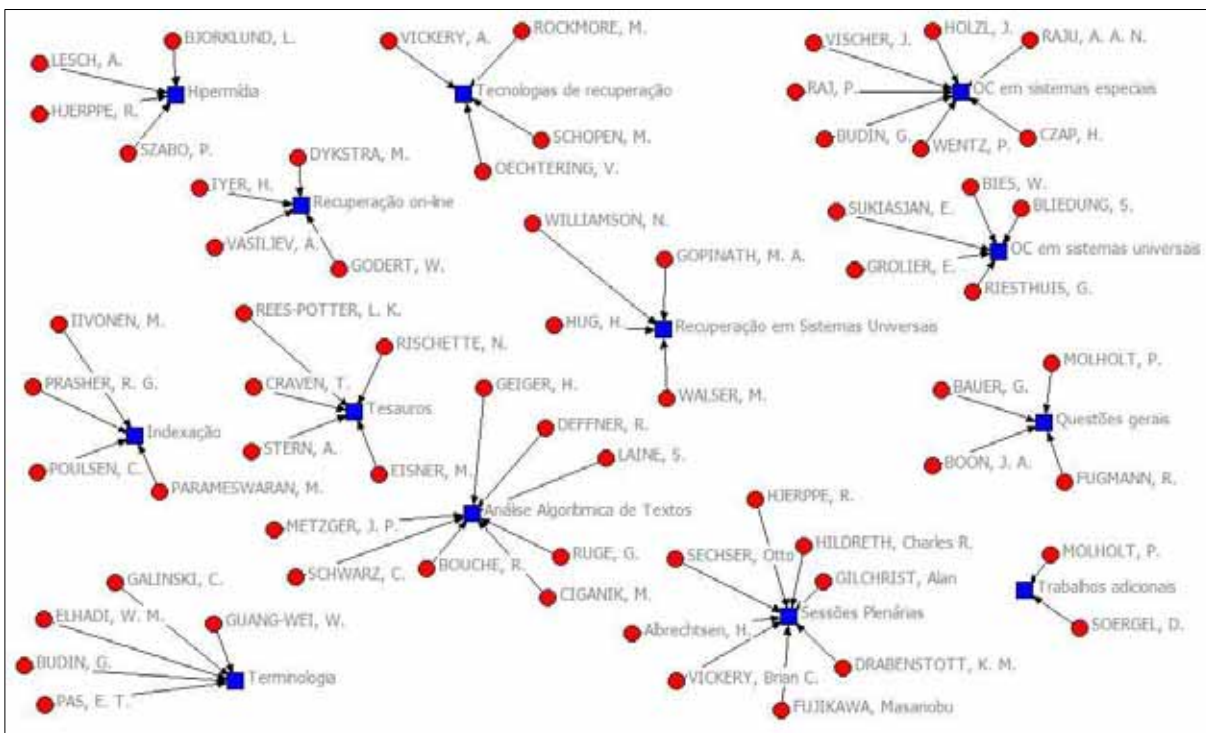 BJORKLUND, L.
LESCH, A.
Hipermídia
HJERPPE, R.
SZABO, P.
VICKERY, A.
ROCKMORE, M.
Tecnologias de recuperação
SCHOPEN, M.
OECHTERING, V.
VISCHER, J.
HOLZL, J.
RAJU, A. A. N.
RAJ, P.
OC em sistemas especiais
BUDIN, G.
WENTZ, P.
CZAP, H.
DYKSTRA, M.
IYER, H.
Recuperação on-line
VASILJEV, A.
GODERT, W.
BIES, W.
SUKIASJAN, E.
BLIEDUNG, S.
OC em sistemas universais
GROLIER, E.
RIESTHUIS, G.
WILLIAMSON, N.
GOPINATH, M. A.
HUG, H.
Recuperação em Sistemas Universais
WALSER, M.
IIVONEN, M.
PRASHER, R. G.
Indexação
POULSEN, C.
PARAMESWARAN, M.
REES-POTTER, L. K.
RISCHETTE, N.
CRAVEN, T.
Tesauros
STERN, A.
EISNER, M.
GEIGER, H.
DEFFNER, R.
LAINE, S.
Análise Algorítmica de Textos
METZGER, J. P.
SCHWARZ, C.
BOUCHE, R.
RUGE, G.
CIGANIK, M.
MOLHOLT, P.
BAUER, G.
Questões gerais
BOON, J. A.
FUGMANN, R.
HJERPPE, R.
SECHSER, Otto
HILDRETH, Charles R.
GILCHRIST, Alan
Sessões Plenárias
Albrechtsen, H.
VICKERY, Brian C.
DRABENSTOTT, K. M.
FUJIKAWA, Masanobu
MOLHOLT, P.
Trabalhos adicionais
SOERGEL, D.
GALINSKI, C.
ELHADI, W. M.
GUANG-WEI, W.
BUDIN, G.
Terminologia
PAS, E. T.